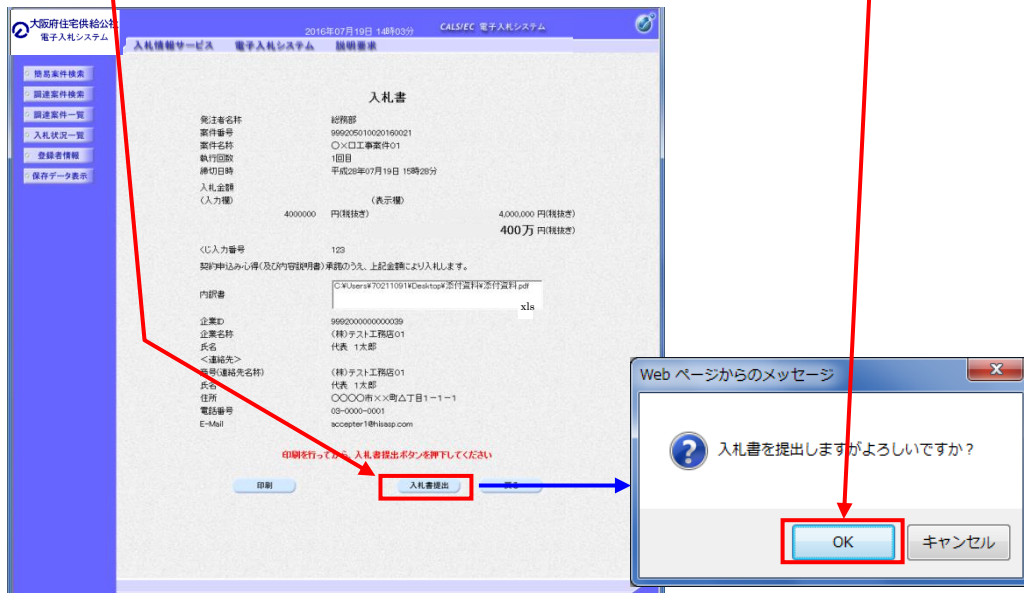 大阪府住宅供給公社
電子入札システム
2016年07月19日 14時03分
CALS/EC 電子入札システム
入札情報サービス 電子入札システム 説明要求
簡易案件検索
調達案件検索
調達案件一覧
入札状況一覧
登録者情報
保存データ表示
入札書
発注者名称 総務部
案件番号 999205010020160021
案件名称 〇×ロ工事案件01
執行回数 1回目
締切日時 平成28年07月19日 15時28分
入札金額
(入力欄) (表示欄)
4000000 円(税抜き) 4,000,000 円(税抜き)
400万 円(税抜き)
くじ入力番号 123
契約申込み心得(及び内容説明書)承諾のうえ、上記金額により入札します。
内訳書 C:¥Users¥70211091¥Desktop¥添付資料¥添付資料.pdf
xls
企業ID 9992000000000039
企業名称 (株)テスト工務店01
氏名 代表 1太郎
<連絡先>
商号(連絡先名称) (株)テスト工務店01
氏名 代表 1太郎
住所 〇〇〇〇市××町△丁目1-1-1
電話番号 03-0000-0001
E-Mail accepter1@hisasp.com
印刷を行ってから、入札書提出ボタンを押下してください
印刷 入札書提出 戻る
Web ページからのメッセージ
入札書を提出しますがよろしいですか?
OK キャンセル